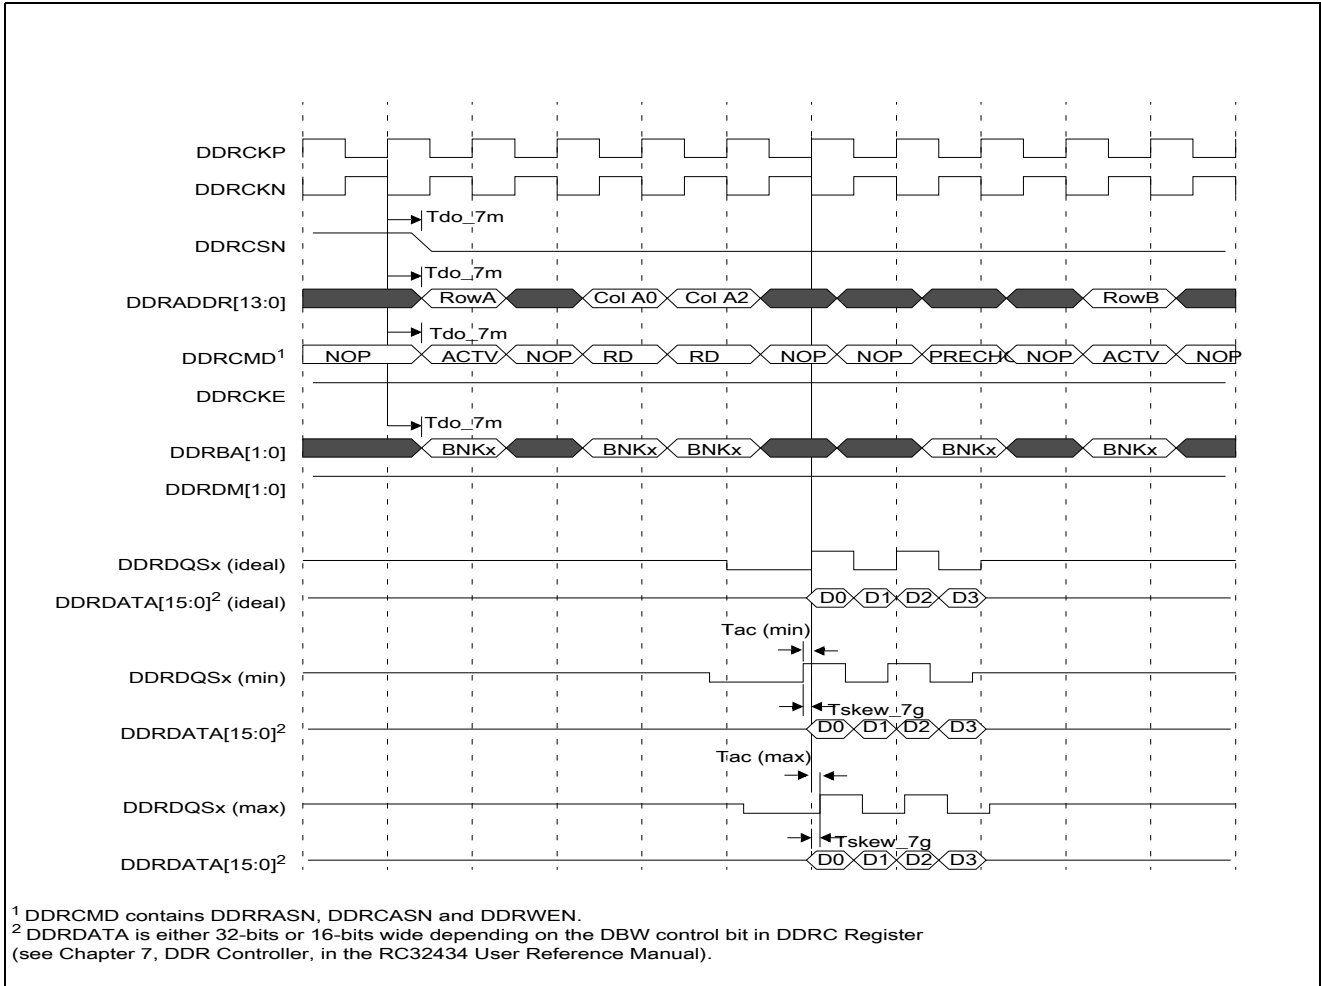 DDRCKP
DDRCKN
Tdo_7m
DDRCSN
Tdo_7m
DDRADDR[13:0] RowA Col A0 Col A2 RowB
Tdo_7m
DDRCMD1 NOP ACTV NOP RD RD NOP NOP PRECHG NOP ACTV NOP
DDRCKE
Tdo_7m
DDRBA[1:0] BNKx BNKx BNKx BNKx BNKx
DDRDM[1:0]
DDRDQSx (ideal)
DDRDATA[15:0]2 (ideal) D0 D1 D2 D3
Tac (min)
DDRDQSx (min)
Tskew_7g
DDRDATA[15:0]2 D0 D1 D2 D3
Tac (max)
DDRDQSx (max)
Tskew_7g
DDRDATA[15:0]2 D0 D1 D2 D3
1 DDRCMD contains DDRRASN, DDRCASN and DDRWEN.
2 DDRDATA is either 32-bits or 16-bits wide depending on the DBW control bit in DDRC Register
(see Chapter 7, DDR Controller, in the RC32434 User Reference Manual).